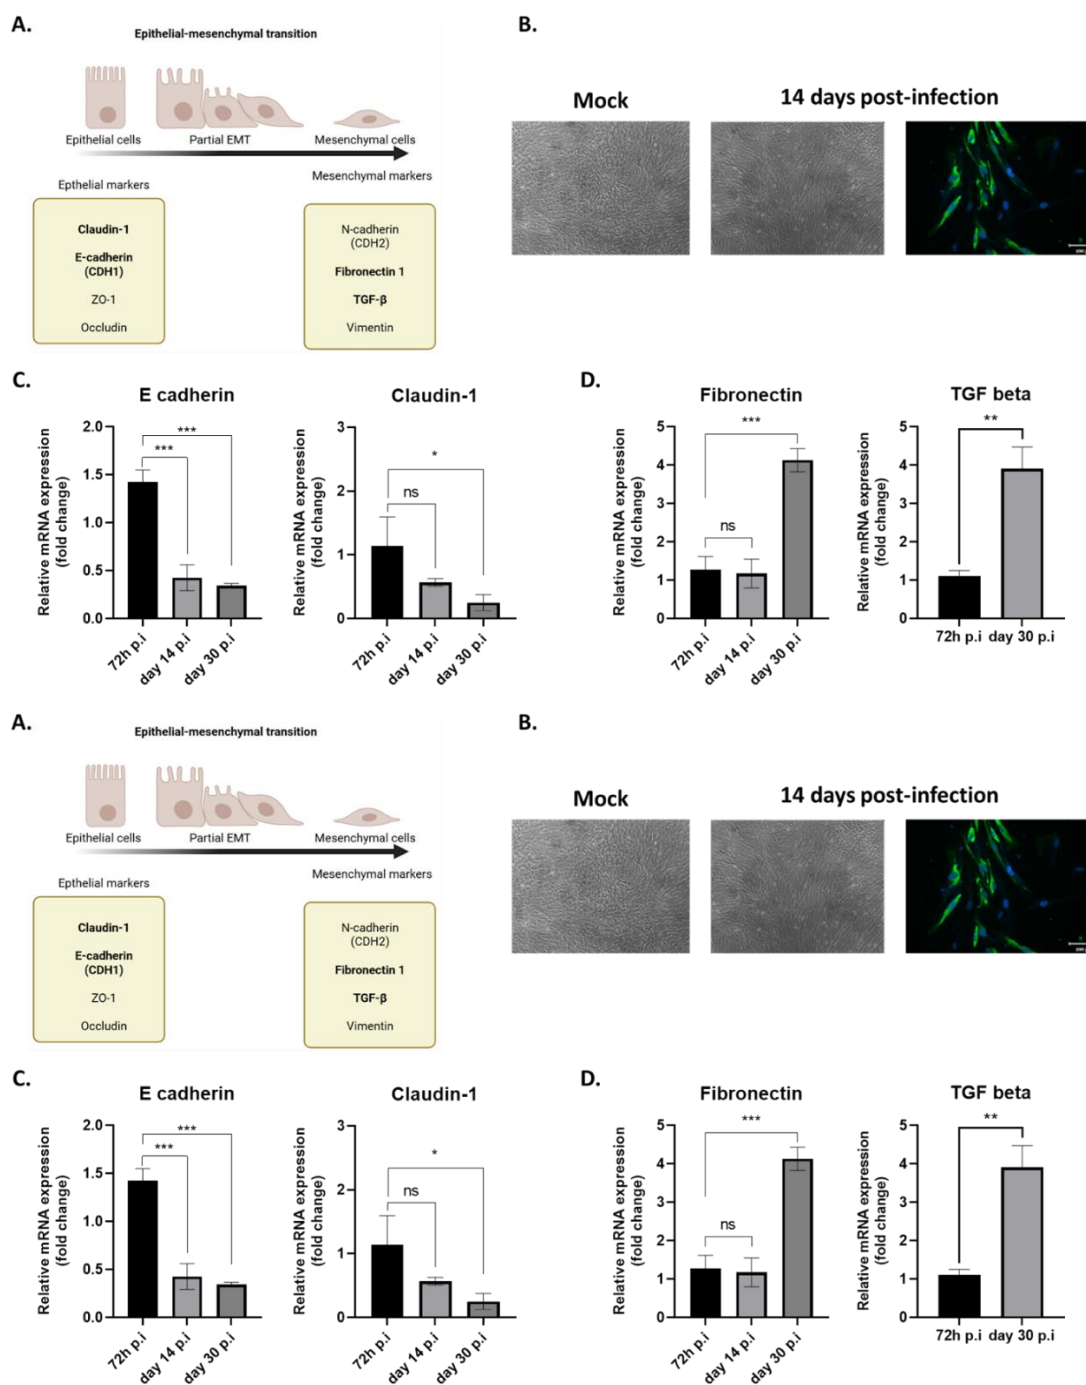 A.
Epithelial-mesenchymal transition
Epithelial cells
Partial EMT
Mesenchymal cells
Epthelial markers
Mesenchymal markers
Claudin-1
E-cadherin
(CDH1)
ZO-1
Occludin
N-cadherin
(CDH2)
Fibronectin 1
TGF-β
Vimentin
B.
Mock
14 days post-infection
C.
E cadherin
Relative mRNA expression
(fold change)
2.0
1.5
1.0
0.5
0.0
***
***
72h p.i
day 14 p.i
day 30 p.i
Claudin-1
Relative mRNA expression
(fold change)
3
2
1
0
*
ns
72h p.i
day 14 p.i
day 30 p.i
D.
Fibronectin
Relative mRNA expression
(fold change)
5
4
3
2
1
0
***
ns
72h p.i
day 14 p.i
day 30 p.i
TGF beta
Relative mRNA expression
(fold change)
5
4
3
2
1
0
**
72h p.i day 30 p.i
A.
Epithelial-mesenchymal transition
Epithelial cells
Partial EMT
Mesenchymal cells
Epthelial markers
Mesenchymal markers
Claudin-1
E-cadherin
(CDH1)
ZO-1
Occludin
N-cadherin
(CDH2)
Fibronectin 1
TGF-β
Vimentin
B.
Mock
14 days post-infection
C.
E cadherin
Relative mRNA expression
(fold change)
2.0
1.5
1.0
0.5
0.0
***
***
72h p.i
day 14 p.i
day 30 p.i
Claudin-1
Relative mRNA expression
(fold change)
3
2
1
0
*
ns
72h p.i
day 14 p.i
day 30 p.i
D.
Fibronectin
Relative mRNA expression
(fold change)
5
4
3
2
1
0
***
ns
72h p.i
day 14 p.i
day 30 p.i
TGF beta
Relative mRNA expression
(fold change)
5
4
3
2
1
0
**
72h p.i day 30 p.i